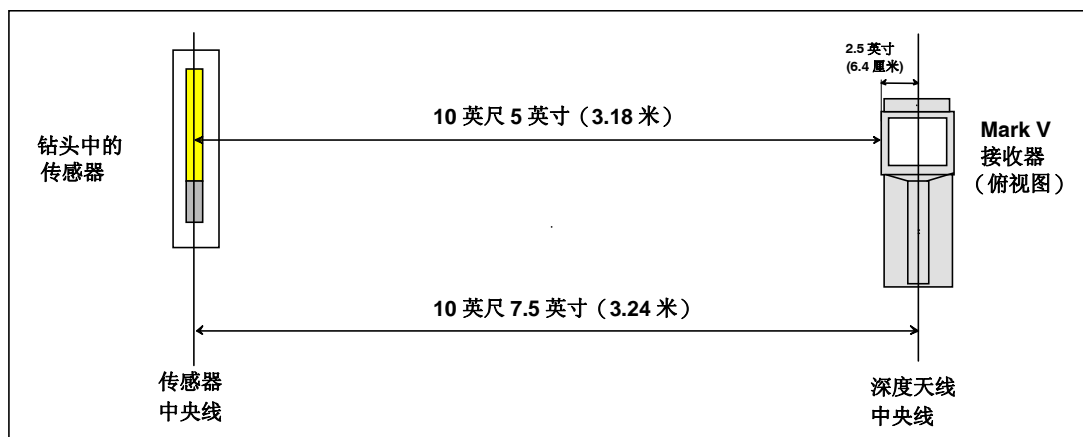 2.5 英寸
(6.4 厘米)
10 英尺 5 英寸（3.18 米）
钻头中的
传感器
Mark V
接收器
（俯视图）
10 英尺 7.5 英寸（3.24 米）
传感器
中央线
深度天线
中央线